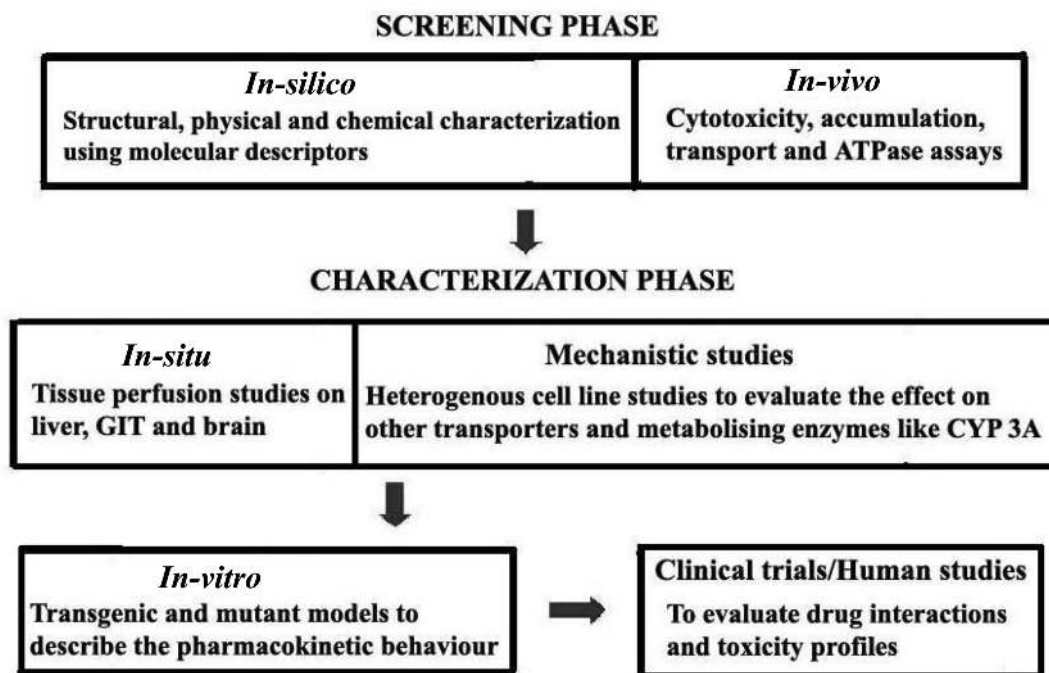 SCREENING PHASE
In-silico
Structural, physical and chemical characterization
using molecular descriptors
In-vivo
Cytotoxicity, accumulation,
transport and ATPase assays
CHARACTERIZATION PHASE
In-situ
Tissue perfusion studies on
liver, GIT and brain
Mechanistic studies
Heterogenous cell line studies to evaluate the effect on
other transporters and metabolising enzymes like CYP 3A
In-vitro
Transgenic and mutant models to
describe the pharmacokinetic behaviour
Clinical trials/Human studies
To evaluate drug interactions
and toxicity profiles